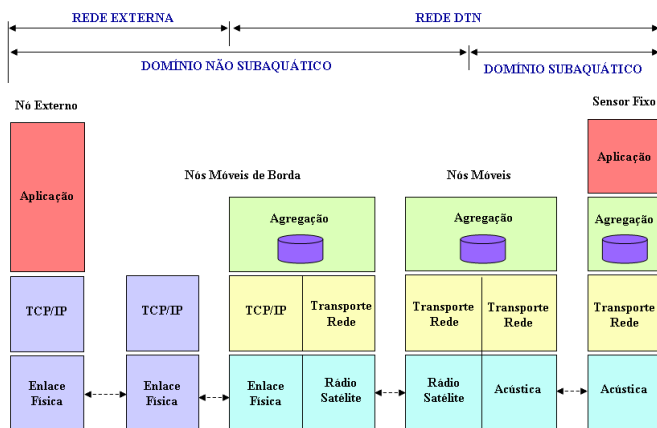 REDE EXTERNA
REDE DTN
DOMÍNIO NÃO SUBAQUÁTICO
DOMÍNIO SUBAQUÁTICO
Nó Externo
Sensor Fixo
Nós Móveis de Borda
Nós Móveis
Aplicação
Aplicação
Agregação
Agregação
Agregação
TCP/IP
TCP/IP
TCP/IP
Transporte
Rede
Transporte
Rede
Transporte
Rede
Transporte
Rede
Enlace
Física
Enlace
Física
Enlace
Física
Rádio
Satélite
Rádio
Satélite
Acústica
Acústica